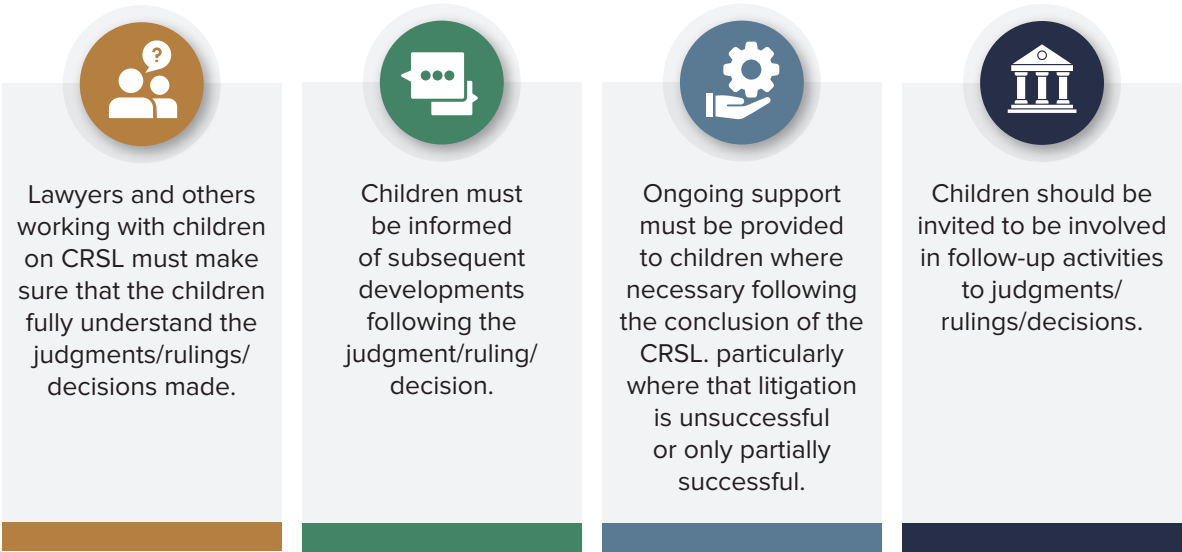 ?
Lawyers and others
working with children
on CRSL must make
sure that the children
fully understand the
judgments/rulings/
decisions made.
Children must
be informed
of subsequent
developments
following the
judgment/ruling/
decision.
Ongoing support
must be provided
to children where
necessary following
the conclusion of the
CRSL. particularly
where that litigation
is unsuccessful
or only partially
successful.
Children should be
invited to be involved
in follow-up activities
to judgments/
rulings/decisions.